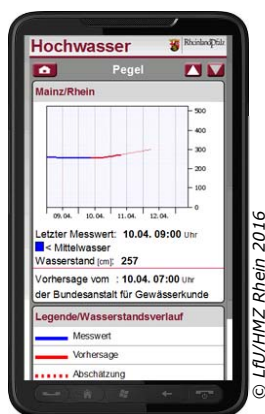 Hochwasser
RheinlandPfalz
Pegel
Mainz/Rhein
500
400
300
200
100
0
09.04. 10.04. 11.04. 12.04.
Letzter Messwert: 10.04. 09:00 Uhr
< Mittelwasser
Wasserstand [cm]: 257
Vorhersage vom : 10.04. 07:00 Uhr
der Bundesanstalt für Gewässerkunde
Legende/Wasserstandsverlauf
Messwert
Vorhersage
Abschätzung
© LfU/HMZ Rhein 2016